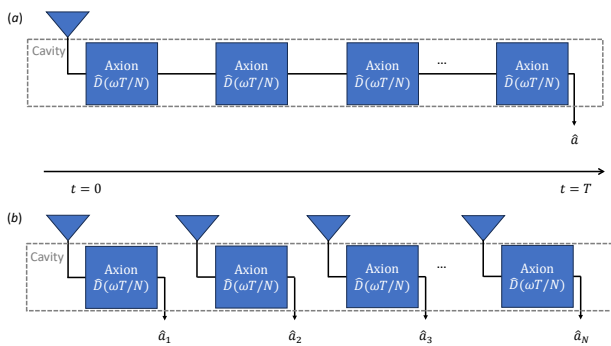 (a)
Cavity
Axion Axion Axion ... Axion
D̂(ωT/N) D̂(ωT/N) D̂(ωT/N) D̂(ωT/N)
â
t = 0 t = T
(b)
Cavity
Axion Axion Axion ... Axion
D̂(ωT/N) D̂(ωT/N) D̂(ωT/N) D̂(ωT/N)
â₁ â₂ â₃ â_N